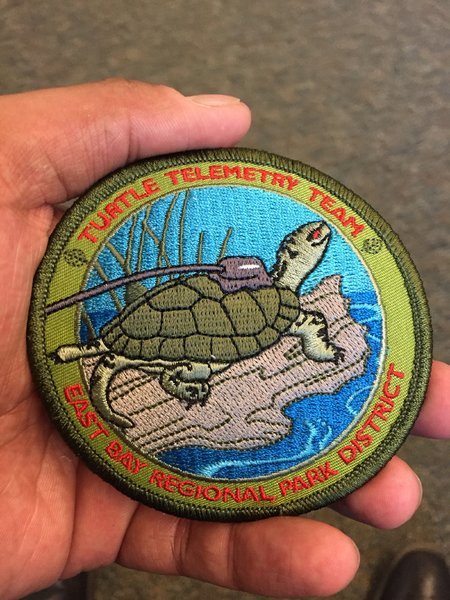 TURTLE TELEMETRY TEAM
EAST BAY REGIONAL PARK DISTRICT